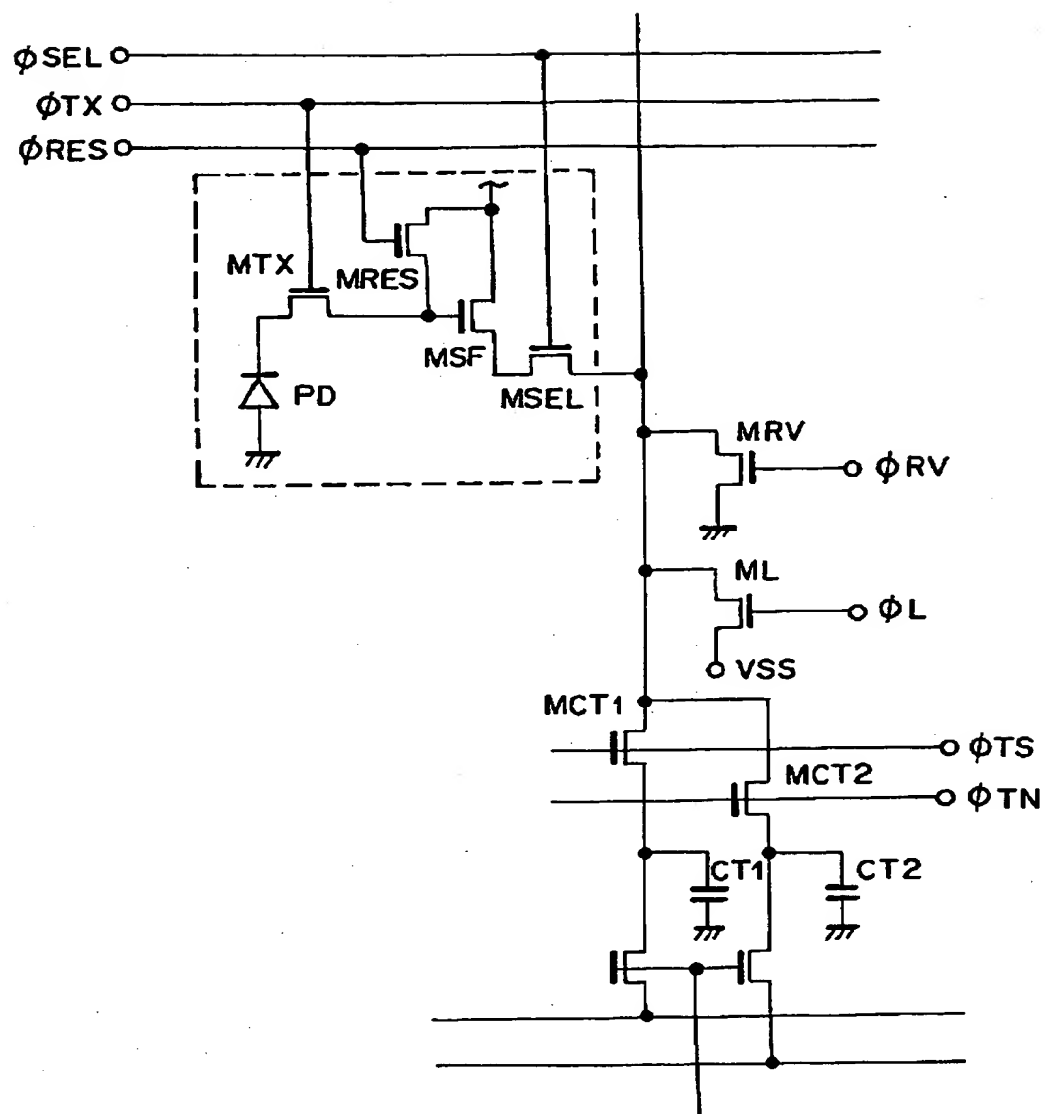 φSEL
φTX
φRES
MTX
MRES
MSF
MSEL
PD
MRV
φRV
ML
φL
VSS
MCT1
φTS
MCT2
φTN
CT1
CT2